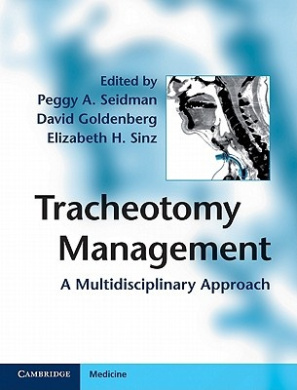 Edited by
Peggy A. Seidman
David Goldenberg
Elizabeth H. Sinz
Tracheotomy
Management
A Multidisciplinary Approach
CAMBRIDGE
Medicine